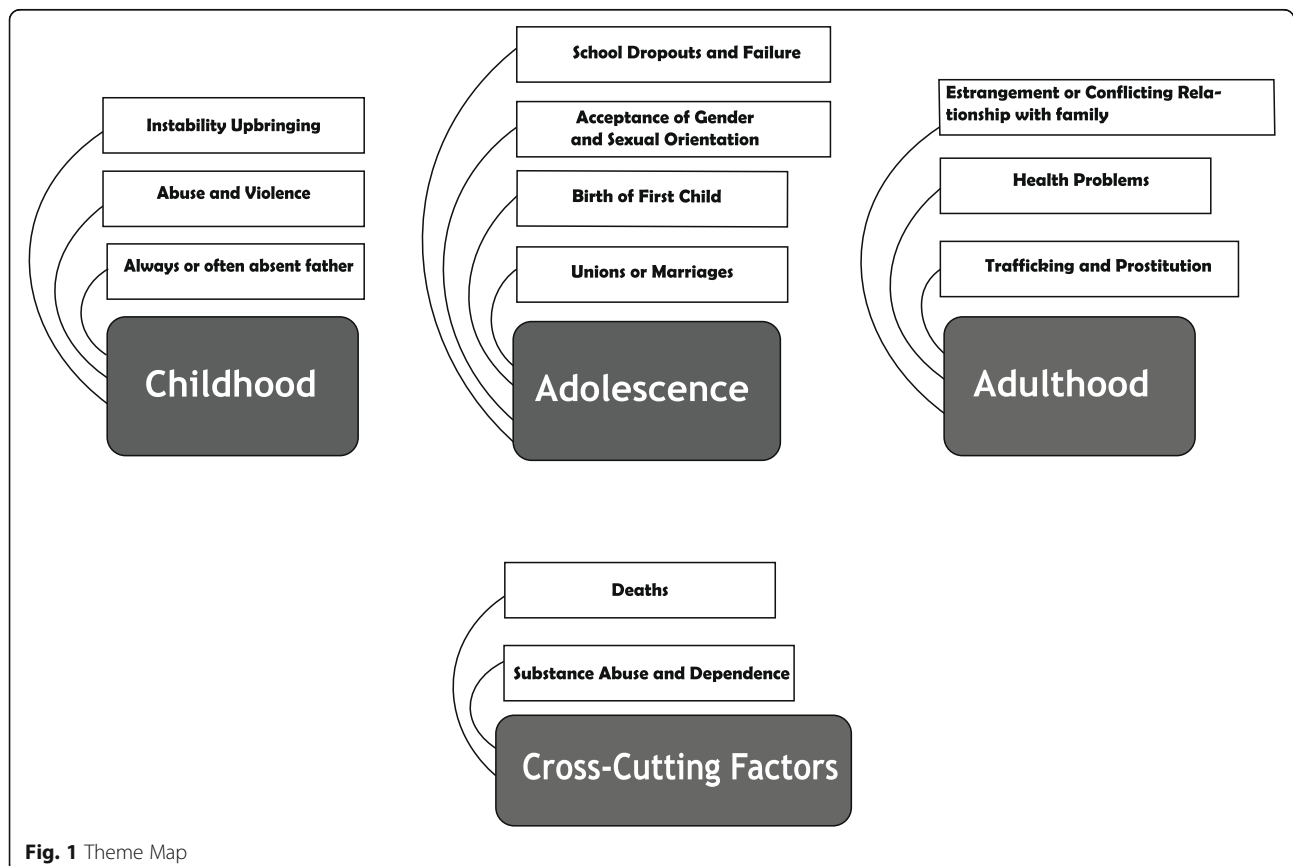 Instability Upbringing
Abuse and Violence
Always or often absent father
Childhood
School Dropouts and Failure
Acceptance of Gender
and Sexual Orientation
Birth of First Child
Unions or Marriages
Adolescence
Estrangement or Conflicting Rela-
tionship with family
Health Problems
Trafficking and Prostitution
Adulthood
Deaths
Substance Abuse and Dependence
Cross-Cutting Factors
Fig. 1 Theme Map